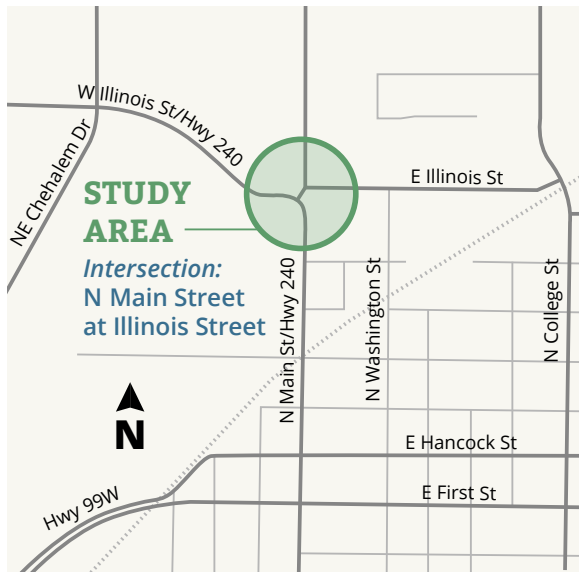 W Illinois St/Hwy 240
NE Chehalem Dr
STUDY
AREA
Intersection:
N Main Street
at Illinois Street
E Illinois St
N Main St/Hwy 240
N Washington St
N College St
N
E Hancock St
E First St
Hwy 99W